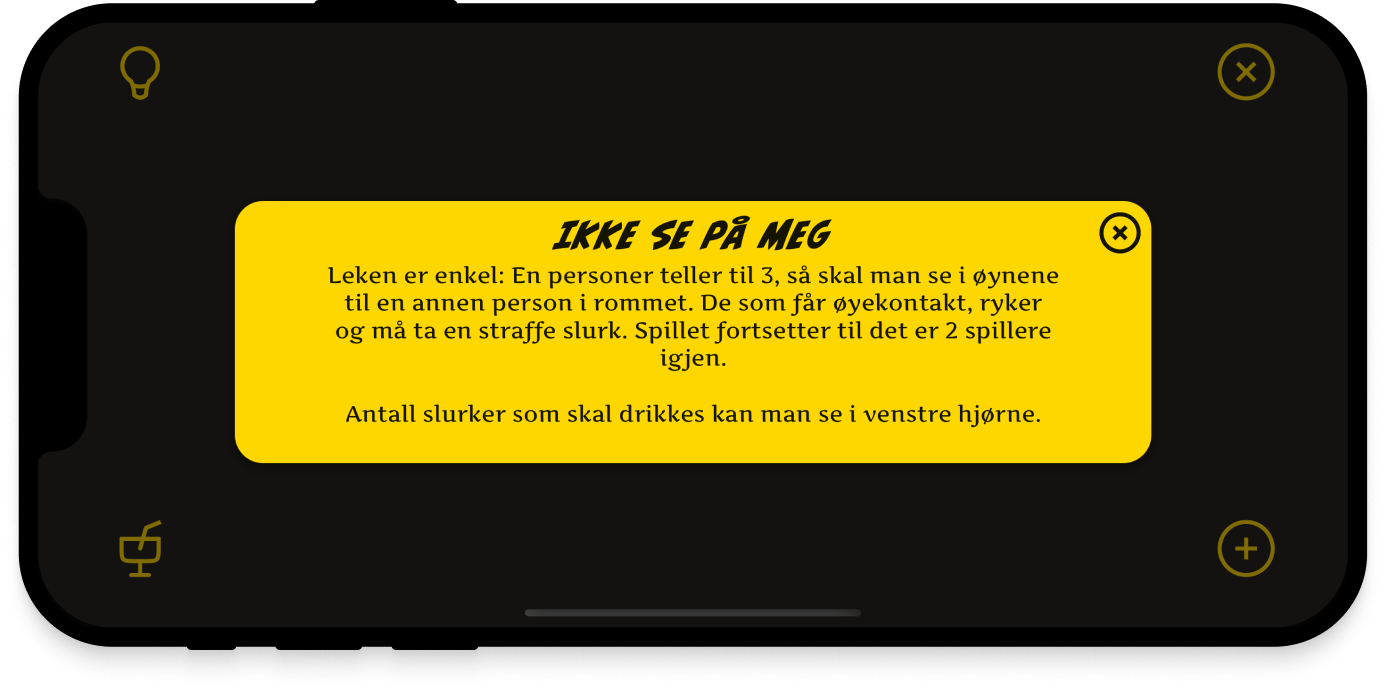 IKKE SE PÅ MEG
Leken er enkel: En personer teller til 3, så skal man se i øynene
til en annen person i rommet. De som får øyekontakt, ryker
og må ta en straffe slurk. Spillet fortsetter til det er 2 spillere
igjen.
Antall slurker som skal drikkes kan man se i venstre hjørne.